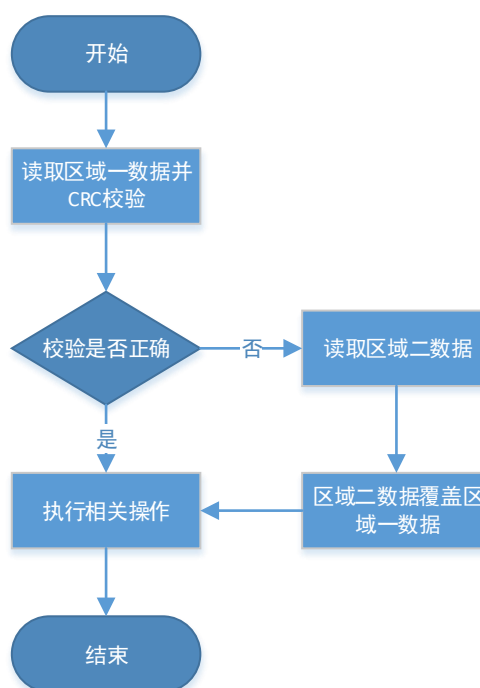 开始
读取区域一数据并
CRC校验
校验是否正确
否
读取区域二数据
是
执行相关操作
区域二数据覆盖区
域一数据
结束